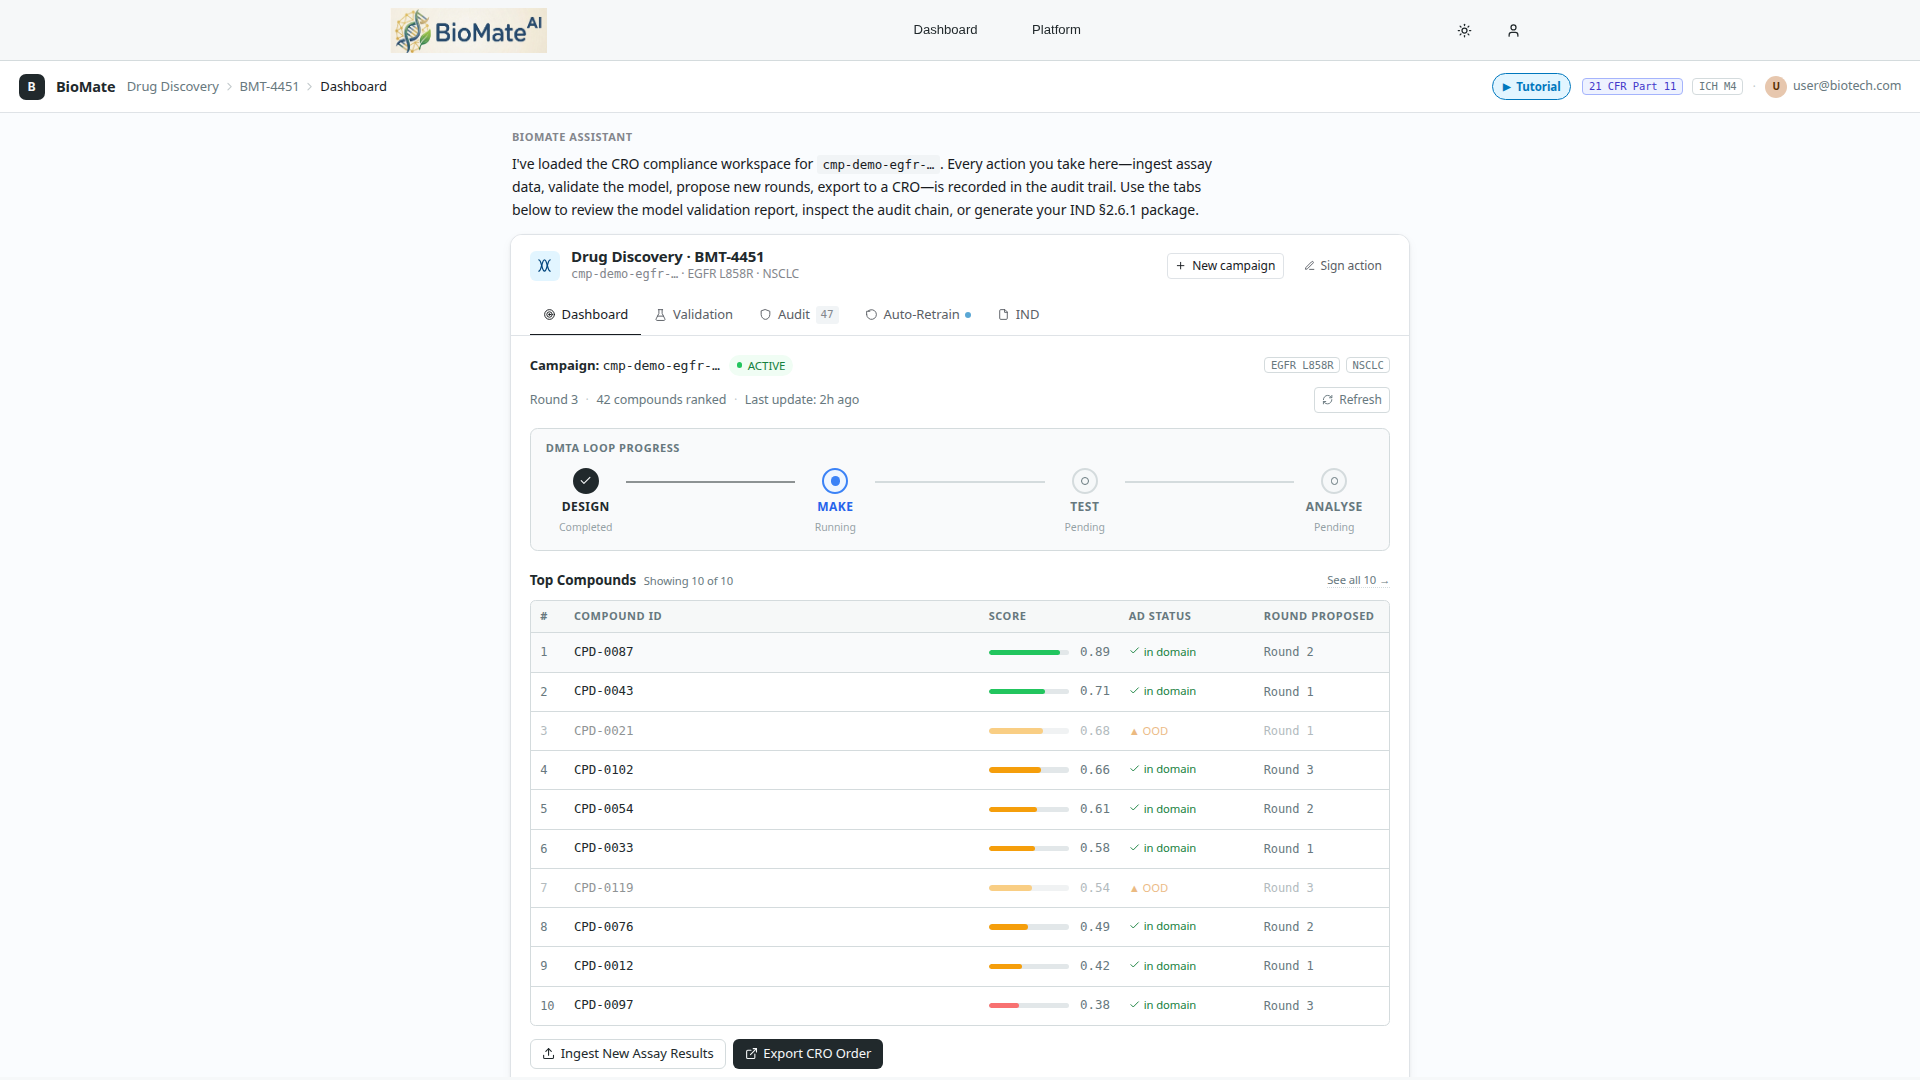 BioMate AI
Dashboard
Platform
B
BioMate
Drug Discovery
BMT-4451
Dashboard
Tutorial
21 CFR Part 11
ICH M4
U
user@biotech.com
BIOMATE ASSISTANT
I've loaded the CRO compliance workspace for cmp-demo-egfr-…. Every action you take here—ingest assay
data, validate the model, propose new rounds, export to a CRO—is recorded in the audit trail. Use the tabs
below to review the model validation report, inspect the audit chain, or generate your IND §2.6.1 package.
Drug Discovery · BMT-4451
cmp-demo-egfr-… · EGFR L858R · NSCLC
New campaign
Sign action
Dashboard
Validation
Audit 47
Auto-Retrain
IND
Campaign: cmp-demo-egfr-…
ACTIVE
EGFR L858R
NSCLC
Round 3 · 42 compounds ranked · Last update: 2h ago
Refresh
DMTA LOOP PROGRESS
DESIGN
Completed
MAKE
Running
TEST
Pending
ANALYSE
Pending
Top Compounds
Showing 10 of 10
See all 10 →
# COMPOUND ID SCORE AD STATUS ROUND PROPOSED
1 CPD-0087 0.89 ✓ in domain Round 2
2 CPD-0043 0.71 ✓ in domain Round 1
3 CPD-0021 0.68 ▲ OOD Round 1
4 CPD-0102 0.66 ✓ in domain Round 3
5 CPD-0054 0.61 ✓ in domain Round 2
6 CPD-0033 0.58 ✓ in domain Round 1
7 CPD-0119 0.54 ▲ OOD Round 3
8 CPD-0076 0.49 ✓ in domain Round 2
9 CPD-0012 0.42 ✓ in domain Round 1
10 CPD-0097 0.38 ✓ in domain Round 3
Ingest New Assay Results
Export CRO Order